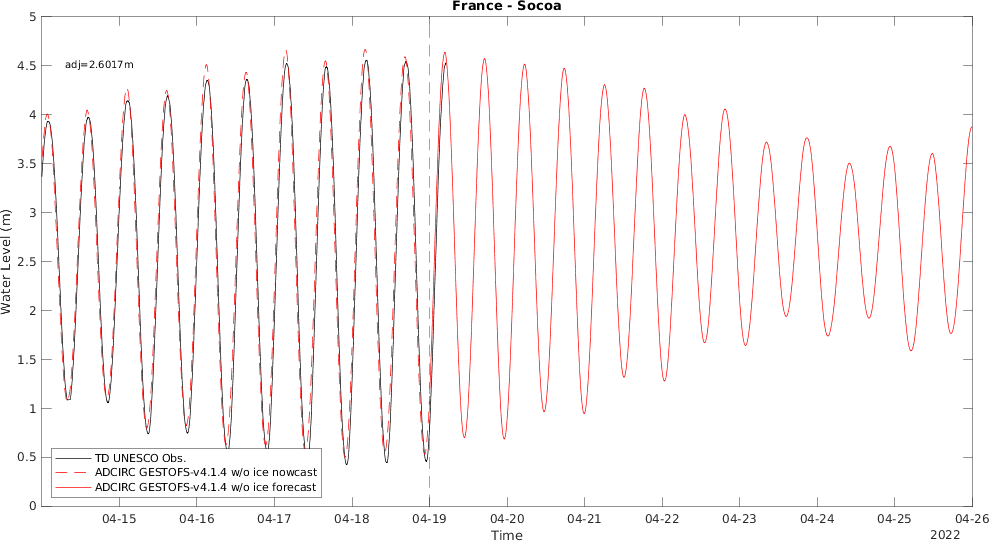 France - Socoa
5
4.5
4
3.5
3
2.5
2
1.5
1
0.5
0
Water Level (m)
adj=2.6017m
TD UNESCO Obs.
ADCIRC GESTOFS-v4.1.4 w/o ice nowcast
ADCIRC GESTOFS-v4.1.4 w/o ice forecast
04-15 04-16 04-17 04-18 04-19 04-20 04-21 04-22 04-23 04-24 04-25 04-26
Time
2022